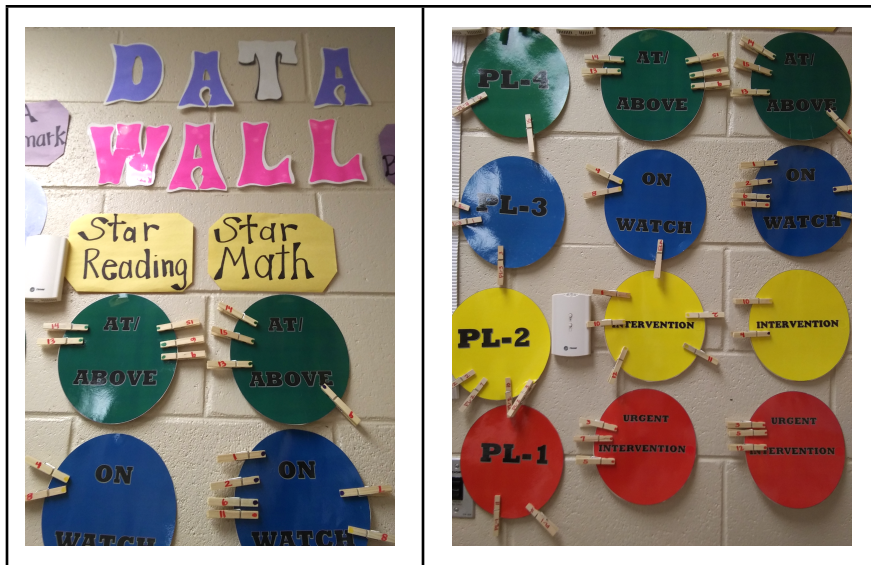 DATA
WALL
mark
Star
Reading
Star
Math
AT/
ABOVE
AT/
ABOVE
ON
WATCH
ON
WATCH
PL-4
AT/
ABOVE
AT/
ABOVE
PL-3
ON
WATCH
ON
WATCH
PL-2
INTERVENTION
INTERVENTION
PL-1
URGENT
INTERVENTION
URGENT
INTERVENTION